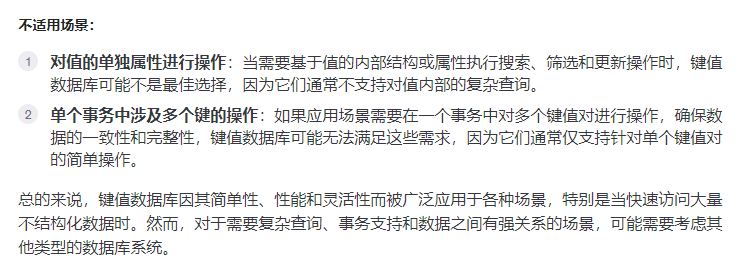 不适用场景：
1 对值的单独属性进行操作：当需要基于值的内部结构或属性执行搜索、筛选和更新操作时，键值
数据库可能不是最佳选择，因为它们通常不支持对值内部的复杂查询。
2 单个事务中涉及多个键的操作：如果应用场景需要在一个事务中对多个键值对进行操作，确保数
据的一致性和完整性，键值数据库可能无法满足这些需求，因为它们通常仅支持针对单个键值对
的简单操作。
总的来说，键值数据库因其简单性、性能和灵活性而被广泛应用于各种场景，特别是当快速访问大量
不结构化数据时。然而，对于需要复杂查询、事务支持和数据之间有强关系的场景，可能需要考虑其
他类型的数据库系统。